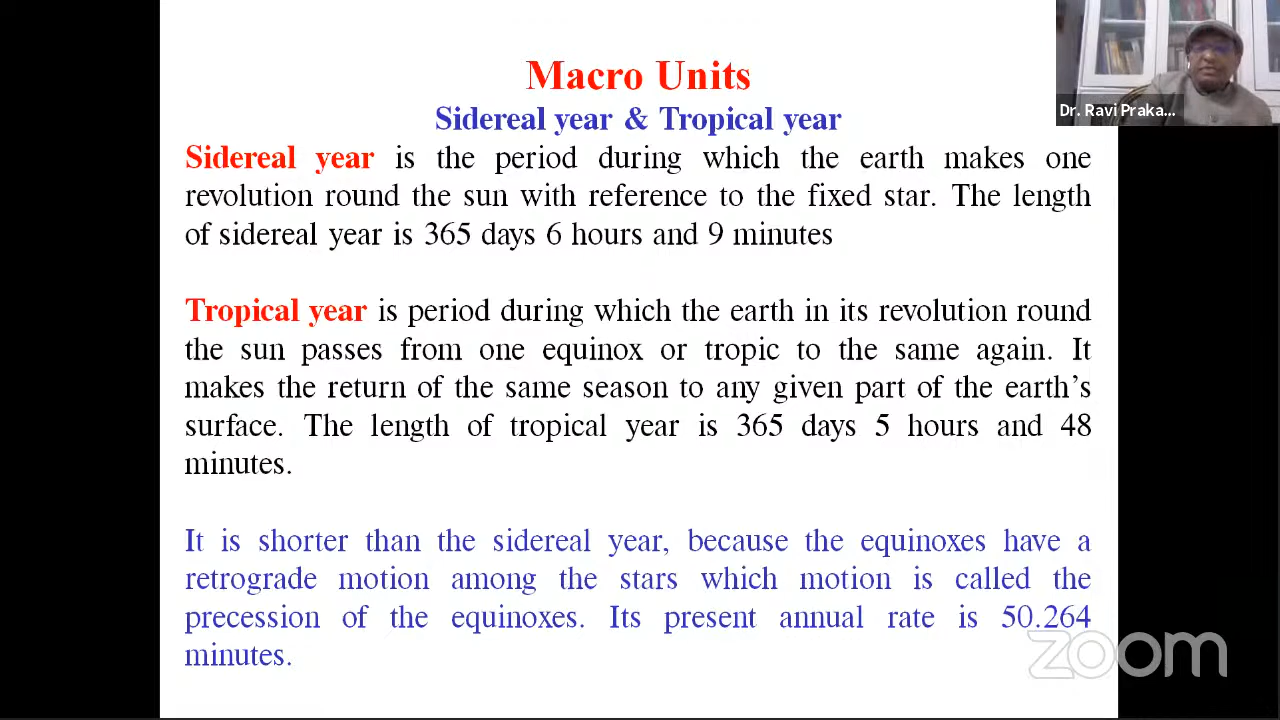 Macro Units
Sidereal year & Tropical year
Sidereal year is the period during which the earth makes one
revolution round the sun with reference to the fixed star. The length
of sidereal year is 365 days 6 hours and 9 minutes
Tropical year is period during which the earth in its revolution round
the sun passes from one equinox or tropic to the same again. It
makes the return of the same season to any given part of the earth’s
surface. The length of tropical year is 365 days 5 hours and 48
minutes.
It is shorter than the sidereal year, because the equinoxes have a
retrograde motion among the stars which motion is called the
precession of the equinoxes. Its present annual rate is 50.264
minutes.
Dr. Ravi Praka...
zoom